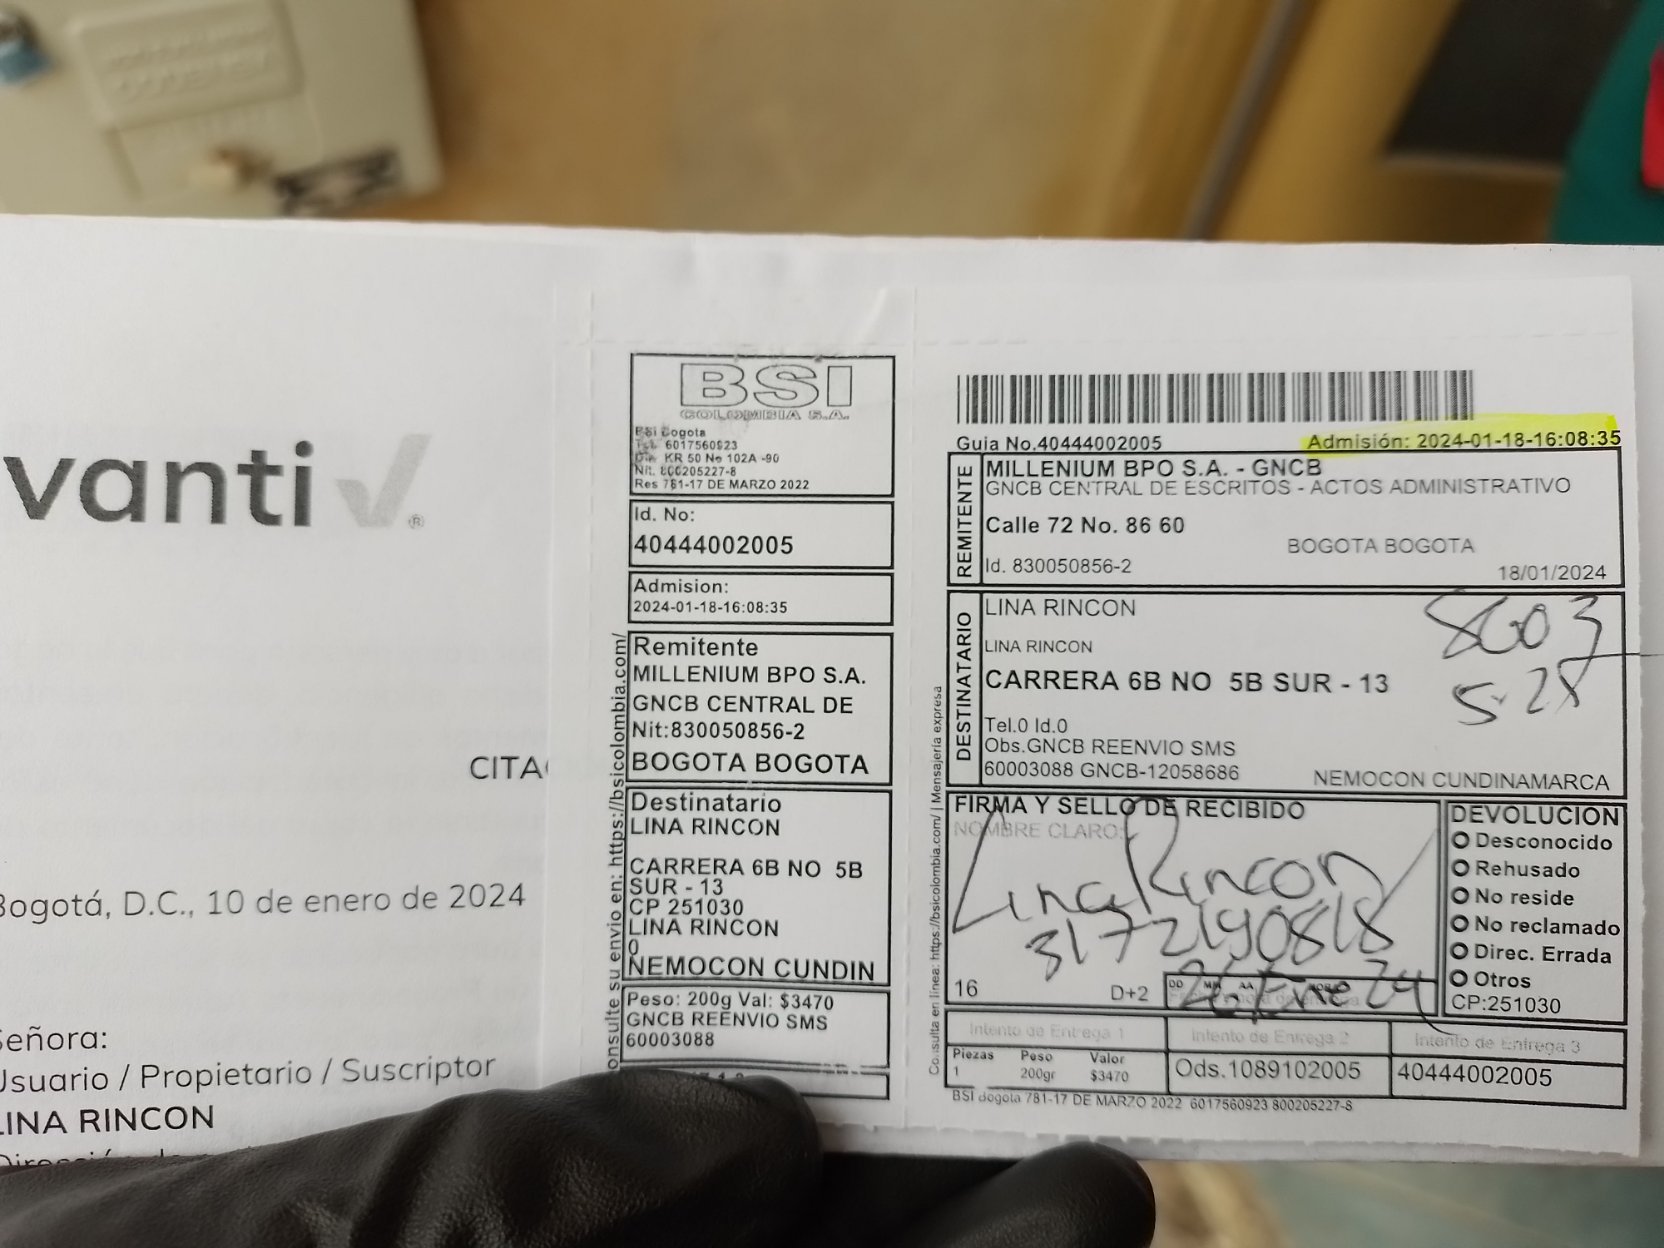 vanti
CITA
Bogotá, D.C., 10 de enero de 2024
Señora:
Usuario / Propietario / Suscriptor
LINA RINCON
BSI
COLOMBIA S.A.
BSI Bogota
Tel. 6017560923
Dir. KR 50 No 102A -90
Nit. 800205227-8
Res 781-17 DE MARZO 2022
Id. No:
40444002005
Admision:
2024-01-18-16:08:35
Remitente
MILLENIUM BPO S.A.
GNCB CENTRAL DE
Nit:830050856-2
BOGOTA BOGOTA
Destinatario
LINA RINCON
CARRERA 6B NO 5B
SUR - 13
CP 251030
LINA RINCON
0
NEMOCON CUNDIN
Peso: 200g Val: $3470
GNCB REENVIO SMS
60003088
onsulte su envio en: https://bsicolombia.com/
Guia No.40444002005
Admisión: 2024-01-18-16:08:35
REMITENTE
MILLENIUM BPO S.A. - GNCB
GNCB CENTRAL DE ESCRITOS - ACTOS ADMINISTRATIVO
Calle 72 No. 86 60
BOGOTA BOGOTA
Id. 830050856-2
18/01/2024
DESTINATARIO
LINA RINCON
LINA RINCON
CARRERA 6B NO 5B SUR - 13
Tel.0 Id.0
Obs.GNCB REENVIO SMS
60003088 GNCB-12058686
NEMOCON CUNDINAMARCA
5-28
FIRMA Y SELLO DE RECIBIDO
NOMBRE CLARO:
Lina Rincon
3172190818
16
D+2
DD MM AA
26 Ene 24
DEVOLUCION
Desconocido
Rehusado
No reside
No reclamado
Direc. Errada
Otros
CP:251030
Intento de Entrega 1
Intento de Entrega 2
Intento de Entrega 3
Piezas Peso Valor
1 200gr $3470
Ods.1089102005
40444002005
BSI Bogota 781-17 DE MARZO 2022 6017560923 800205227-8
Consulta en linea: https://bsicolombia.com/ | Mensajeria expresa